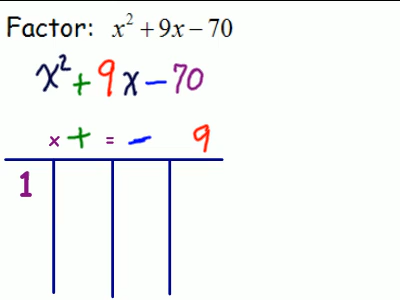 Factor: x² + 9x − 70
x² + 9x − 70
× + = − 9
1